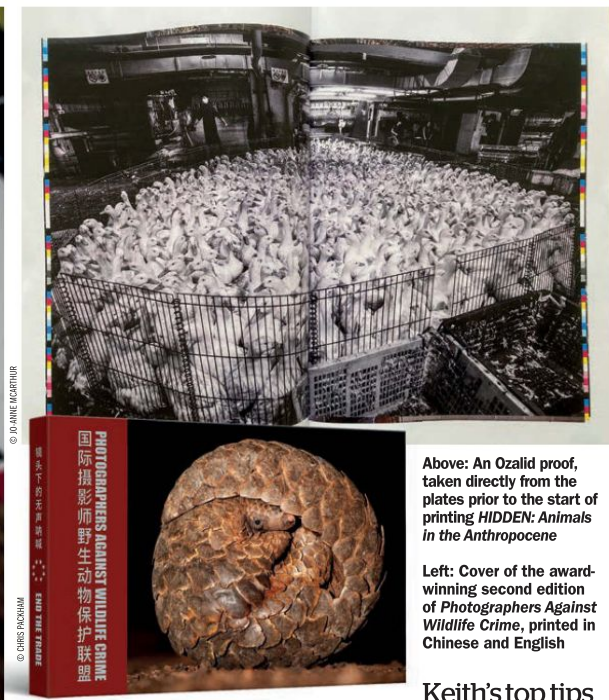 © JO-ANNE MCARTHUR
© CHRIS PACKHAM
镜头下的无声呐喊
END THE TRADE
PHOTOGRAPHERS AGAINST WILDLIFE CRIME
国际摄影师野生动物保护联盟
Above: An Ozalid proof,
taken directly from the
plates prior to the start of
printing HIDDEN: Animals
in the Anthropocene
Left: Cover of the award-
winning second edition
of Photographers Against
Wildlife Crime, printed in
Chinese and English
Keith's top tips